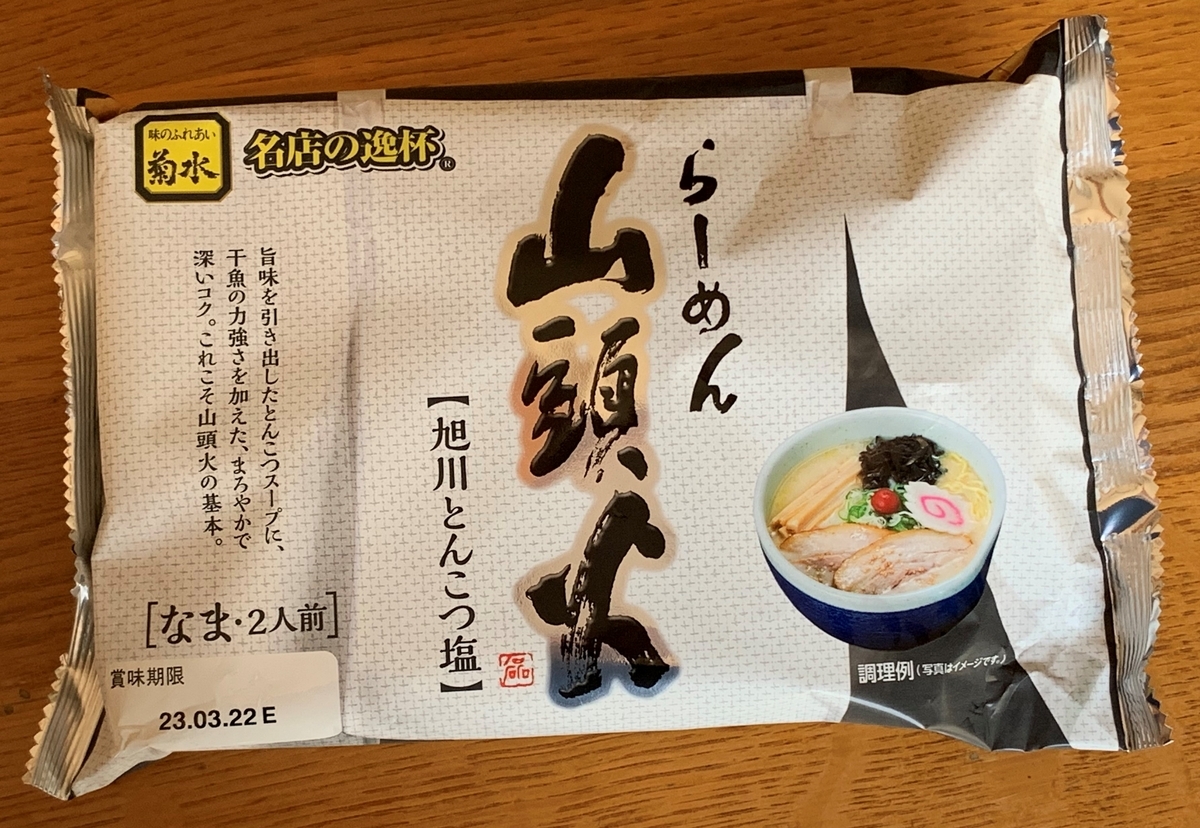 味のふれあい
菊水
名店の逸杯®
らーめん
山頭火
【旭川とんこつ塩】
旨味を引き出したとんこつスープに、
干魚の力強さを加えた、まろやかで
深いコク。これこそ山頭火の基本。
[なま・2人前]
賞味期限
23.03.22 E
調理例(写真はイメージです。)